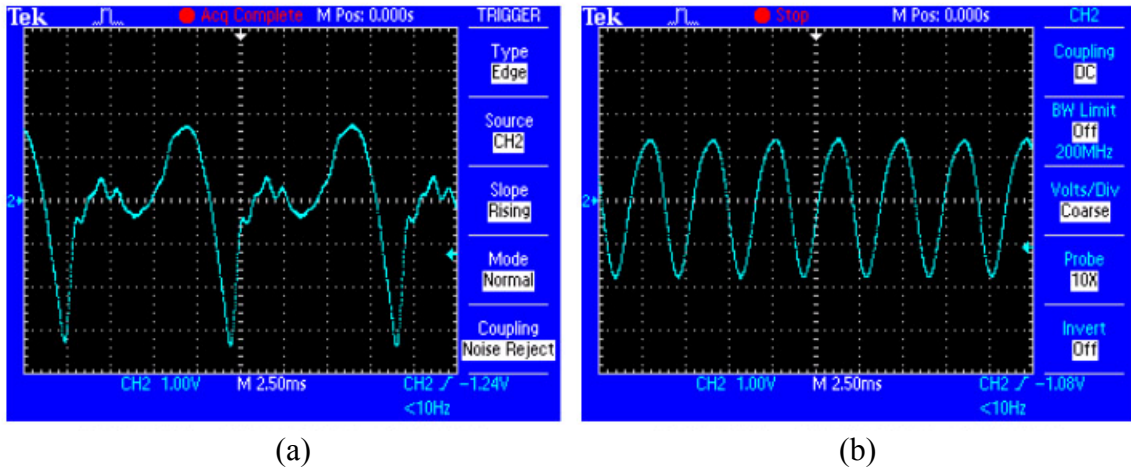 Tek Acq Complete M Pos: 0.000s TRIGGER
Type
Edge
Source
CH2
Slope
Rising
Mode
Normal
Coupling
Noise Reject
2
CH2 1.00V M 2.50ms CH2 -1.24V
<10Hz
(a)
Tek Stop M Pos: 0.000s CH2
Coupling
DC
BW Limit
Off
200MHz
Volts/Div
Coarse
Probe
10X
Invert
Off
2
CH2 1.00V M 2.50ms CH2 -1.08V
<10Hz
(b)